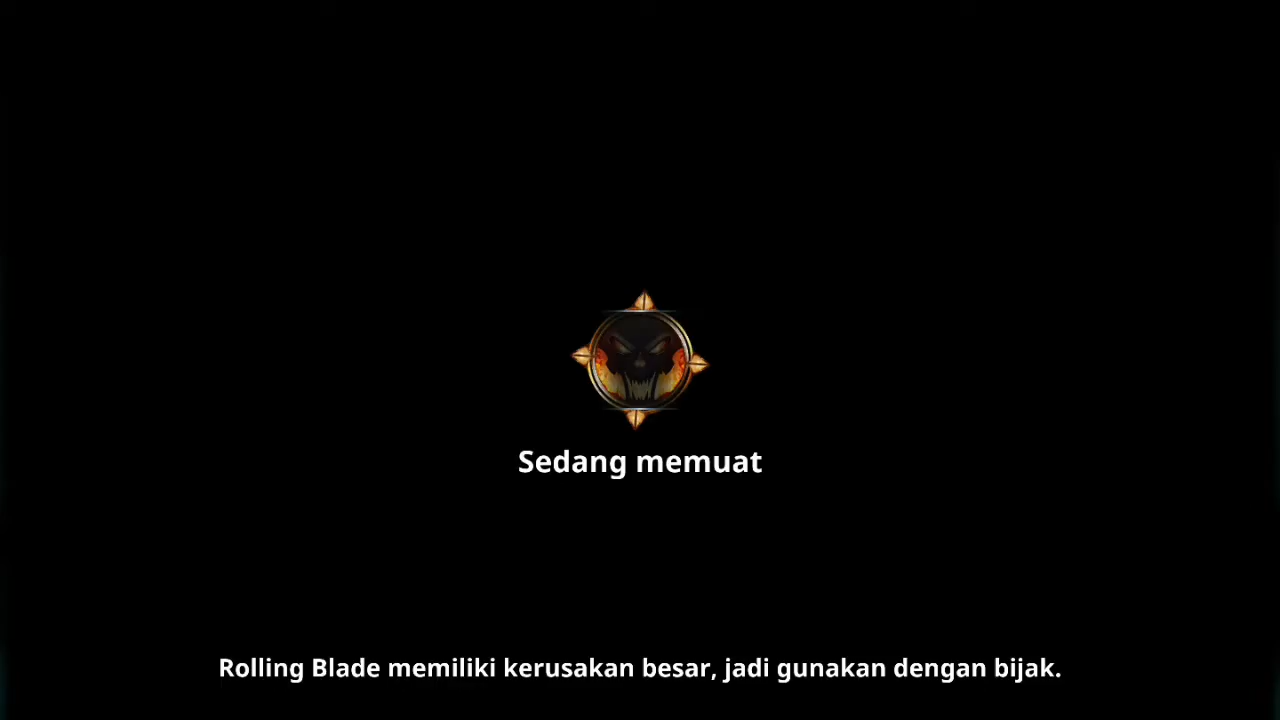 Sedang memuat
Rolling Blade memiliki kerusakan besar, jadi gunakan dengan bijak.